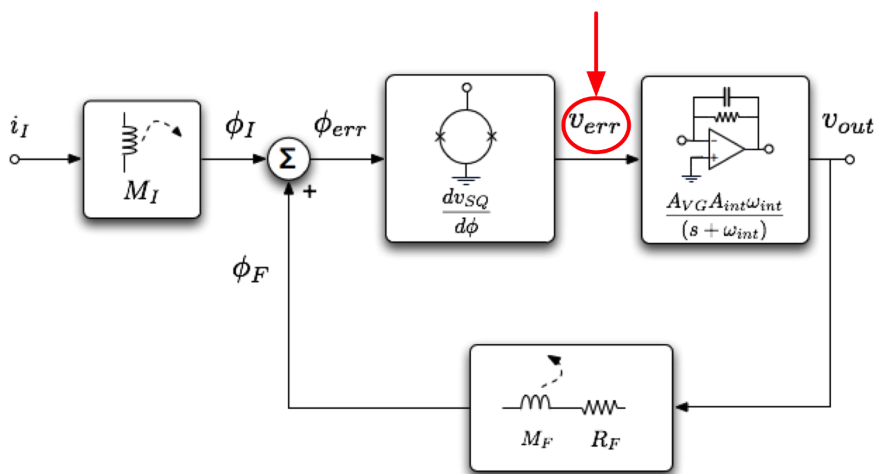 i_I
M_I
ϕ_I
Σ
+
ϕ_err
dv_SQ
dϕ
v_err
A_VG A_int ω_int
(s + ω_int)
v_out
ϕ_F
M_F R_F